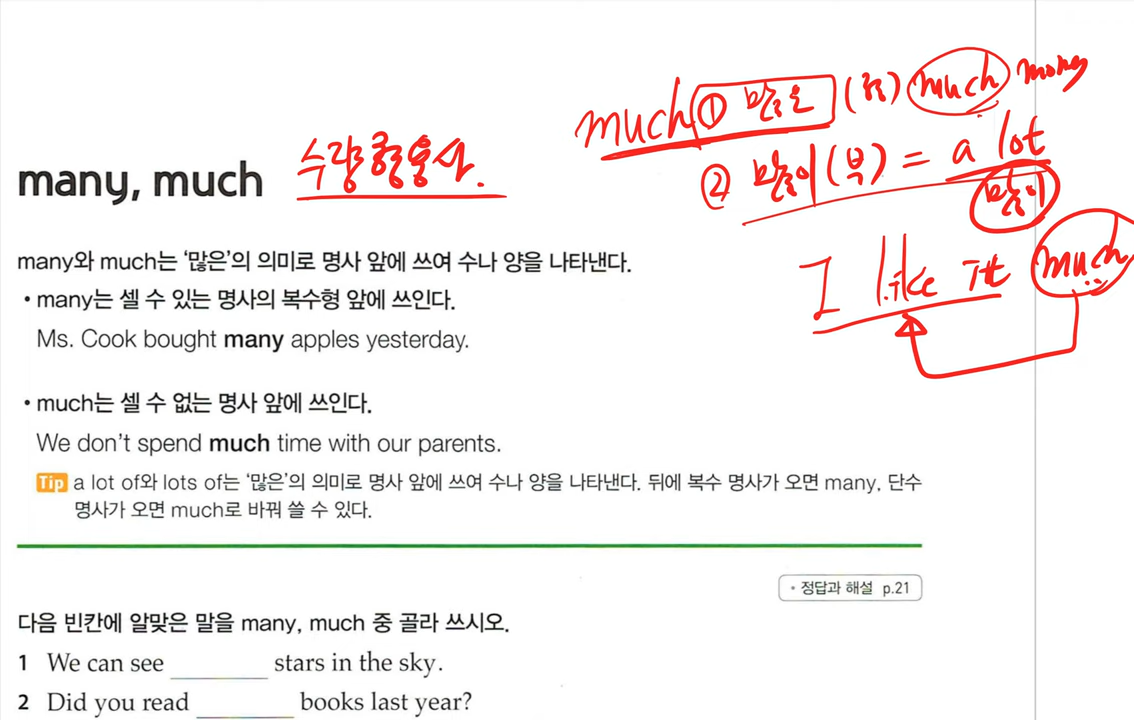 much ① 많은 (형) much money
② 많이 (부) = a lot
많이
I like it much
many, much 수량형용사.
many와 much는 '많은'의 의미로 명사 앞에 쓰여 수나 양을 나타낸다.
• many는 셀 수 있는 명사의 복수형 앞에 쓰인다.
Ms. Cook bought many apples yesterday.
• much는 셀 수 없는 명사 앞에 쓰인다.
We don't spend much time with our parents.
Tip a lot of와 lots of는 '많은'의 의미로 명사 앞에 쓰여 수나 양을 나타낸다. 뒤에 복수 명사가 오면 many, 단수
명사가 오면 much로 바꿔 쓸 수 있다.
• 정답과 해설 p.21
다음 빈칸에 알맞은 말을 many, much 중 골라 쓰시오.
1 We can see ________ stars in the sky.
2 Did you read ________ books last year?